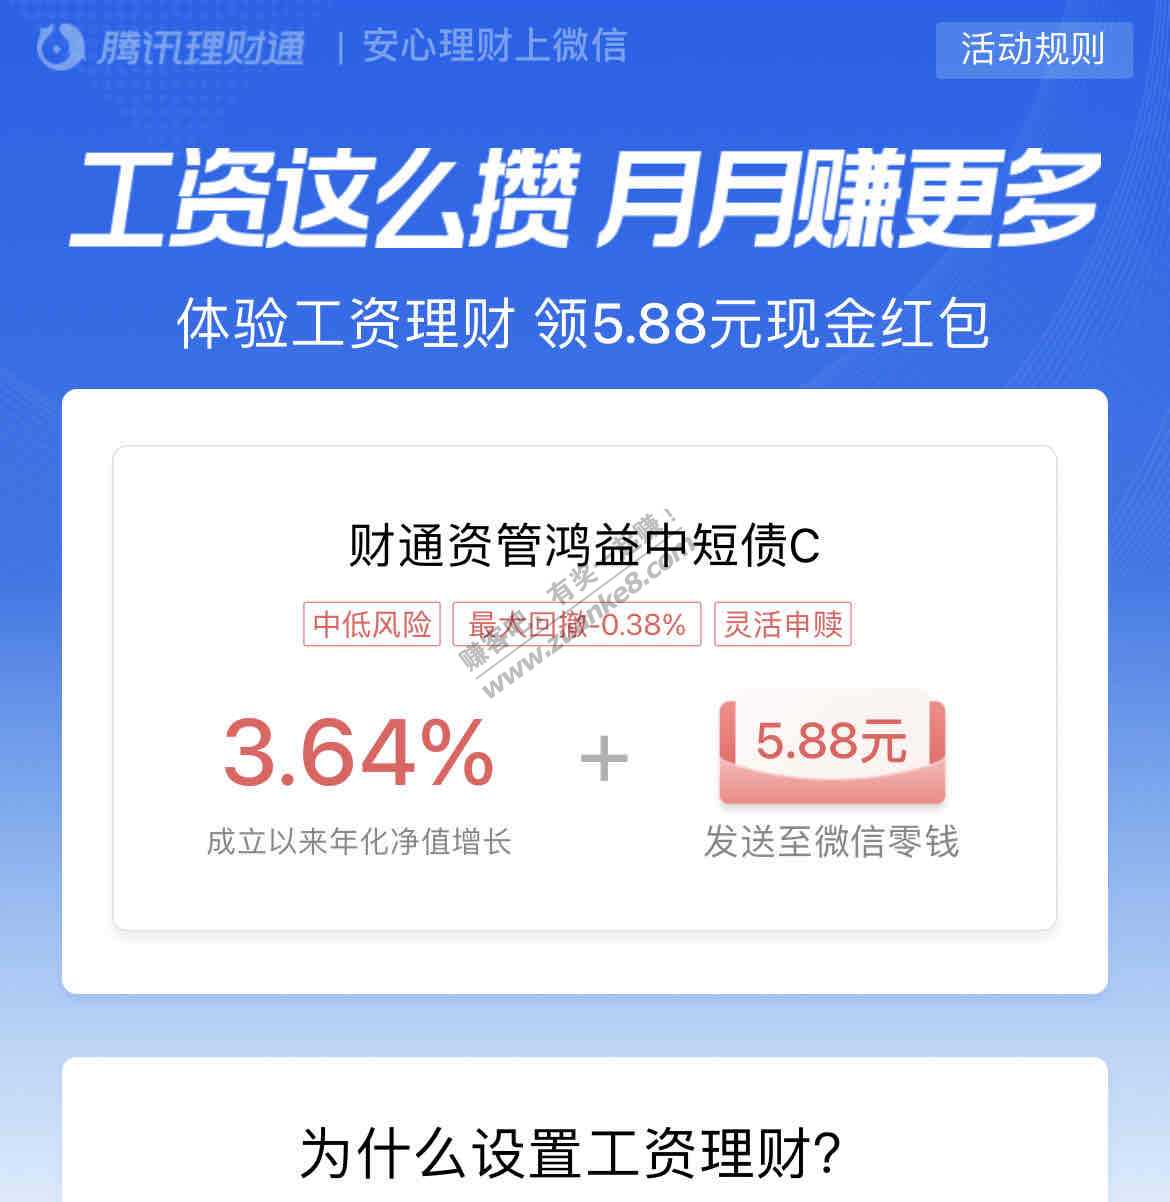 腾讯理财通 | 安心理财上微信
活动规则
工资这么攒 月月赚更多
体验工资理财 领5.88元现金红包
财通资管鸿益中短债C
中低风险 最大回撤-0.38% 灵活申赎
3.64% + 5.88元
成立以来年化净值增长 发送至微信零钱
赚客吧,有奖一起赚!
www.zuanke8.com
为什么设置工资理财?